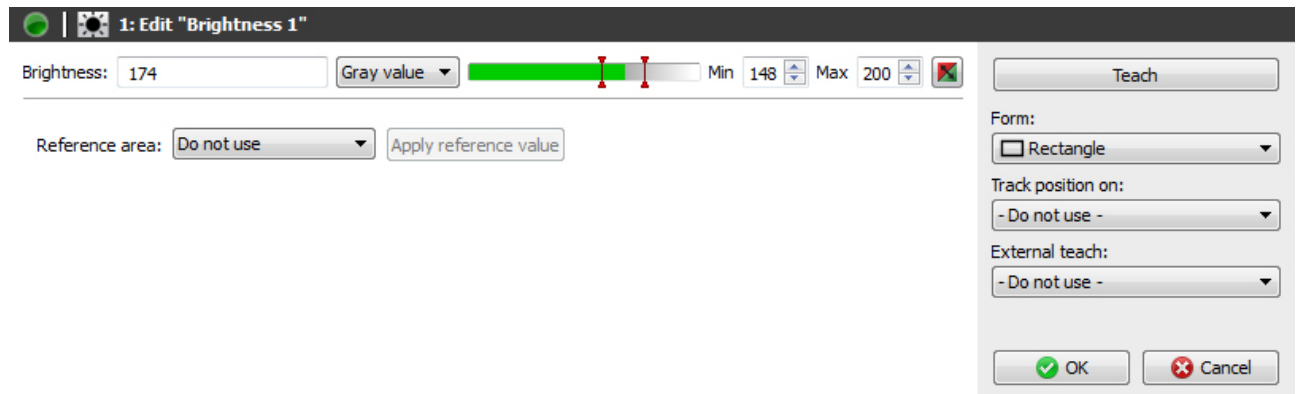 1: Edit "Brightness 1"
Brightness: 174 Gray value Min 148 Max 200
Reference area: Do not use Apply reference value
Teach
Form:
Rectangle
Track position on:
- Do not use -
External teach:
- Do not use -
OK Cancel